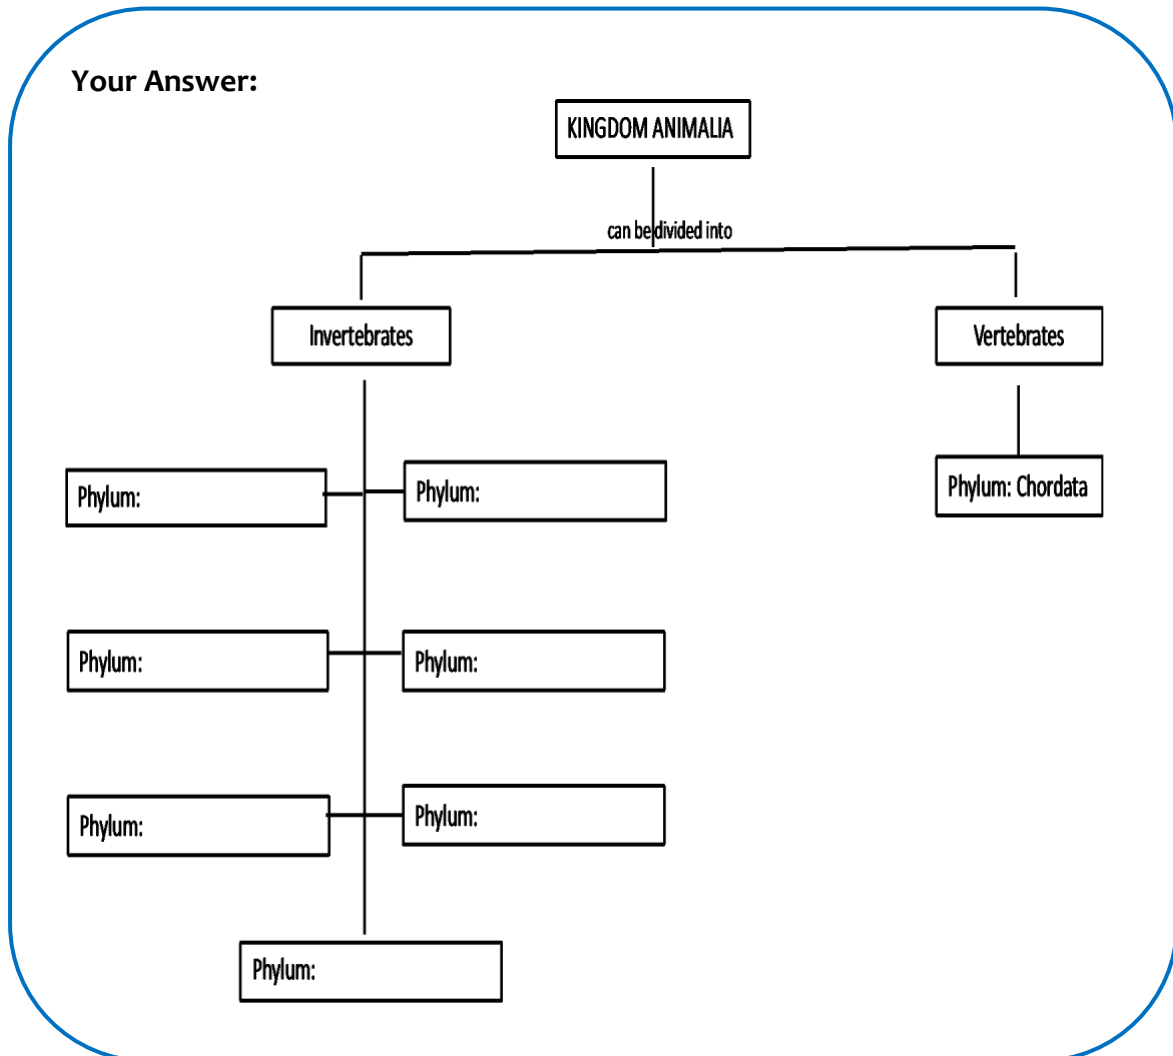 Your Answer:
KINGDOM ANIMALIA
can be divided into
Invertebrates
Vertebrates
Phylum:
Phylum:
Phylum: Chordata
Phylum:
Phylum:
Phylum:
Phylum:
Phylum: